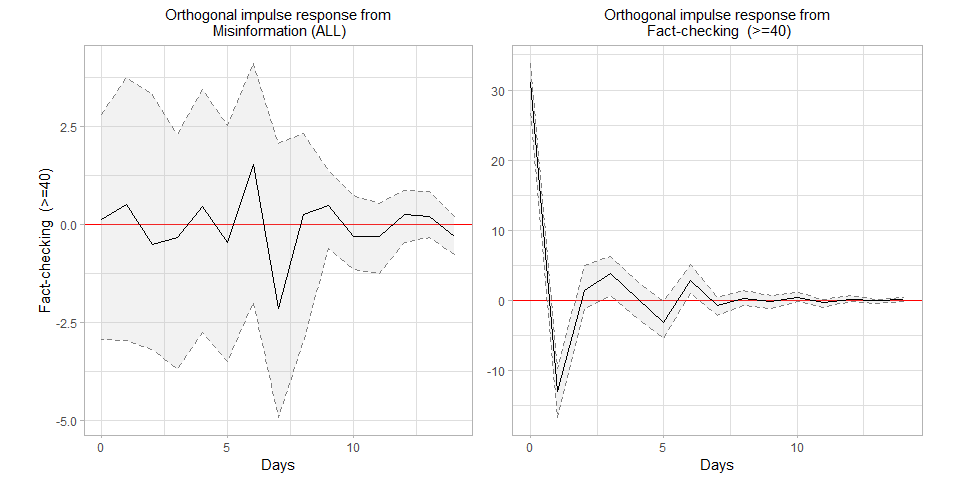 Orthogonal impulse response from
Misinformation (ALL)
Fact-checking (>=40)
2.5
0.0
-2.5
-5.0
0
5
10
Days
Orthogonal impulse response from
Fact-checking (>=40)
30
20
10
0
-10
0
5
10
Days